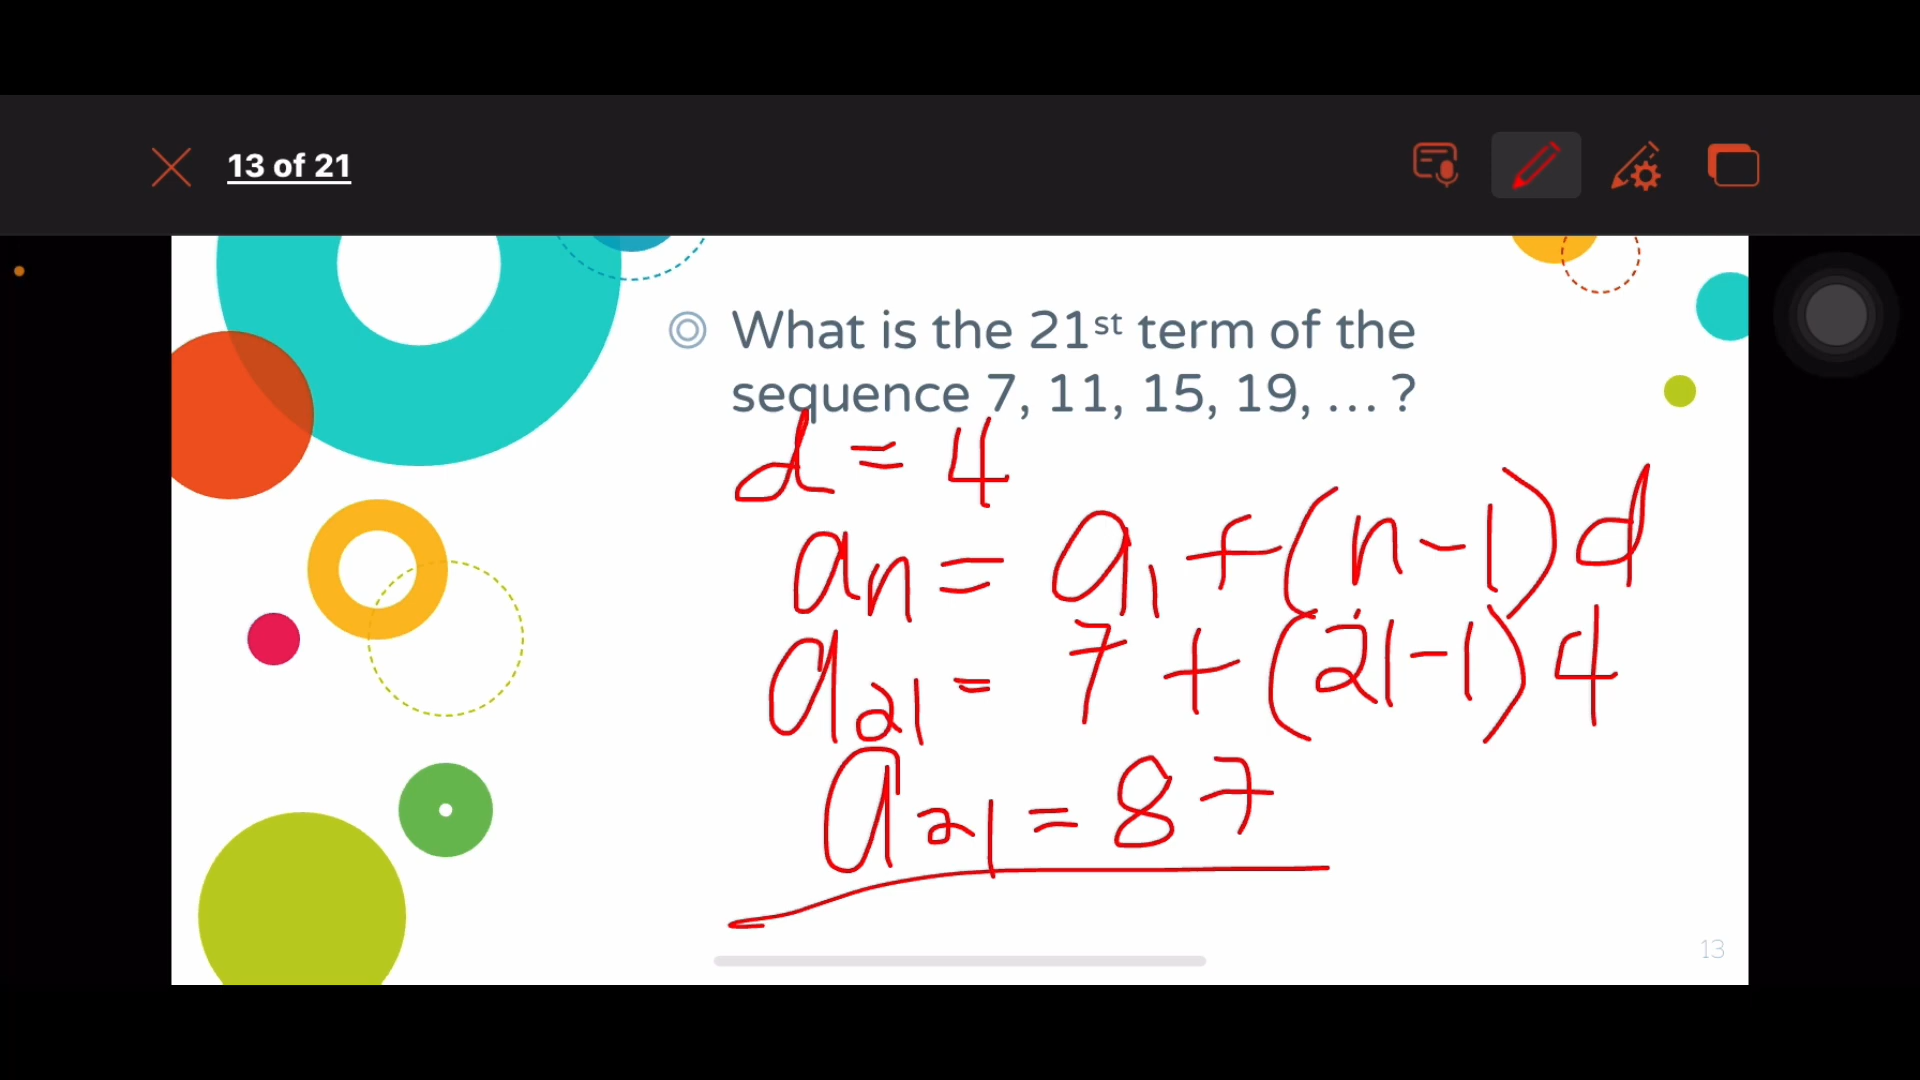 13 of 21
What is the 21st term of the
sequence 7, 11, 15, 19, ... ?
d = 4
an = a1 + (n-1)d
a21 = 7 + (21-1)4
a21 = 87
13